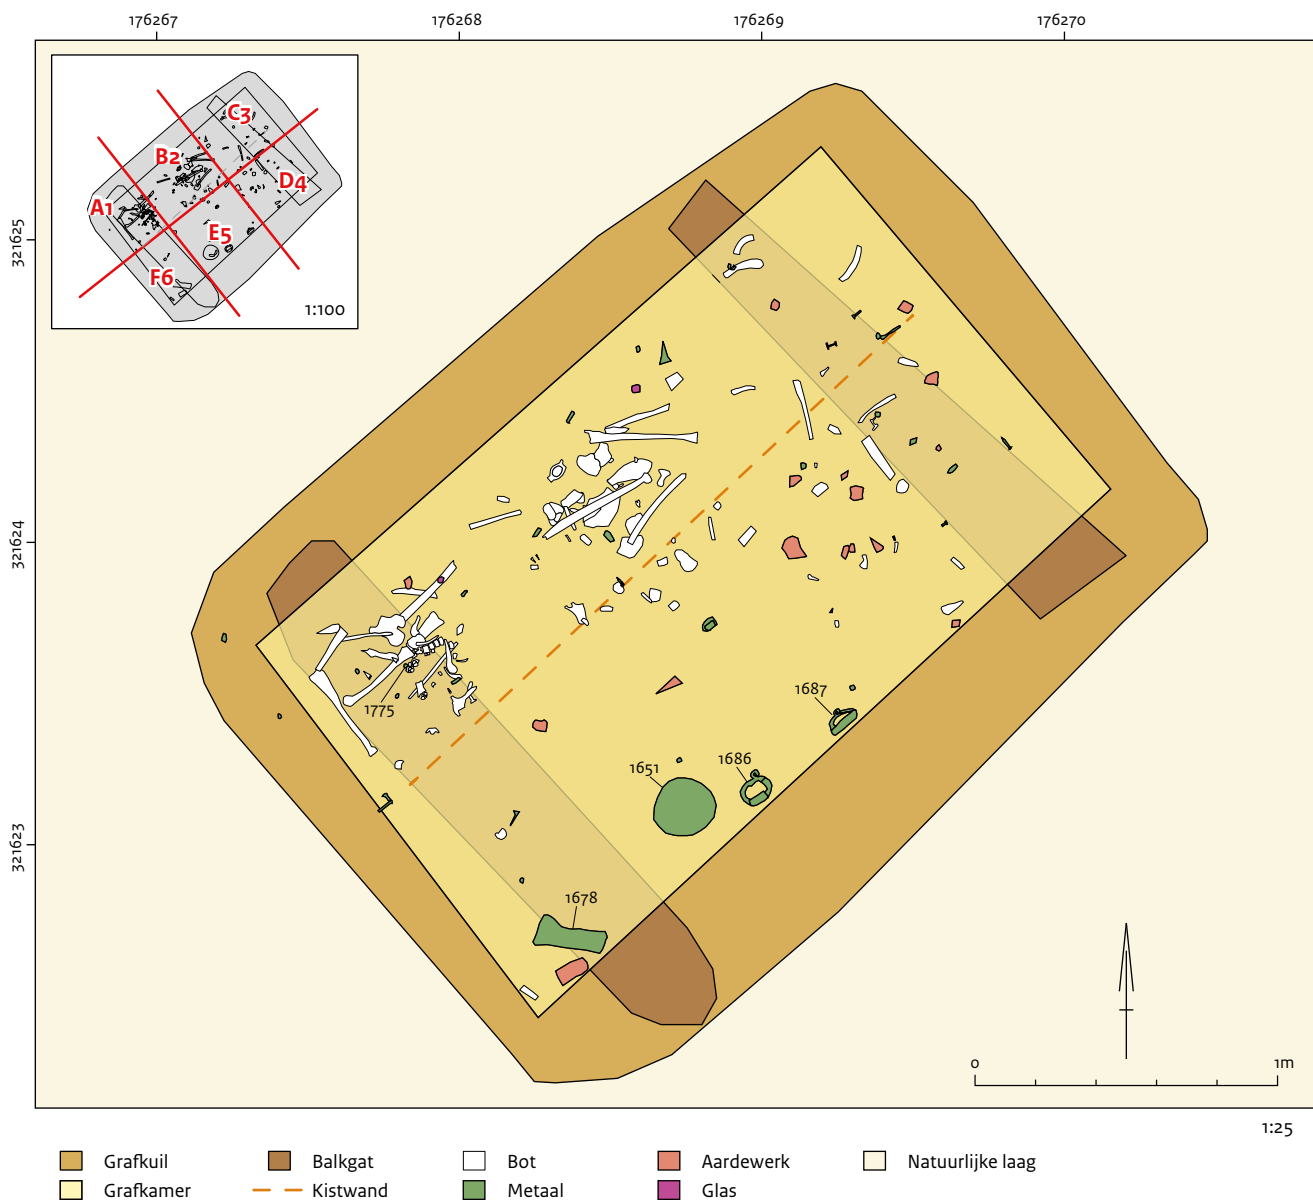 176267 176268 176269 176270
321625
321624
321623
C3
B2
D4
A1
E5
F6
1:100
1775
1687
1686
1651
1678
0 1m
1:25
Grafkuil Balkgat Bot Aardewerk Natuurlijke laag
Grafkamer Kistwand Metaal Glas